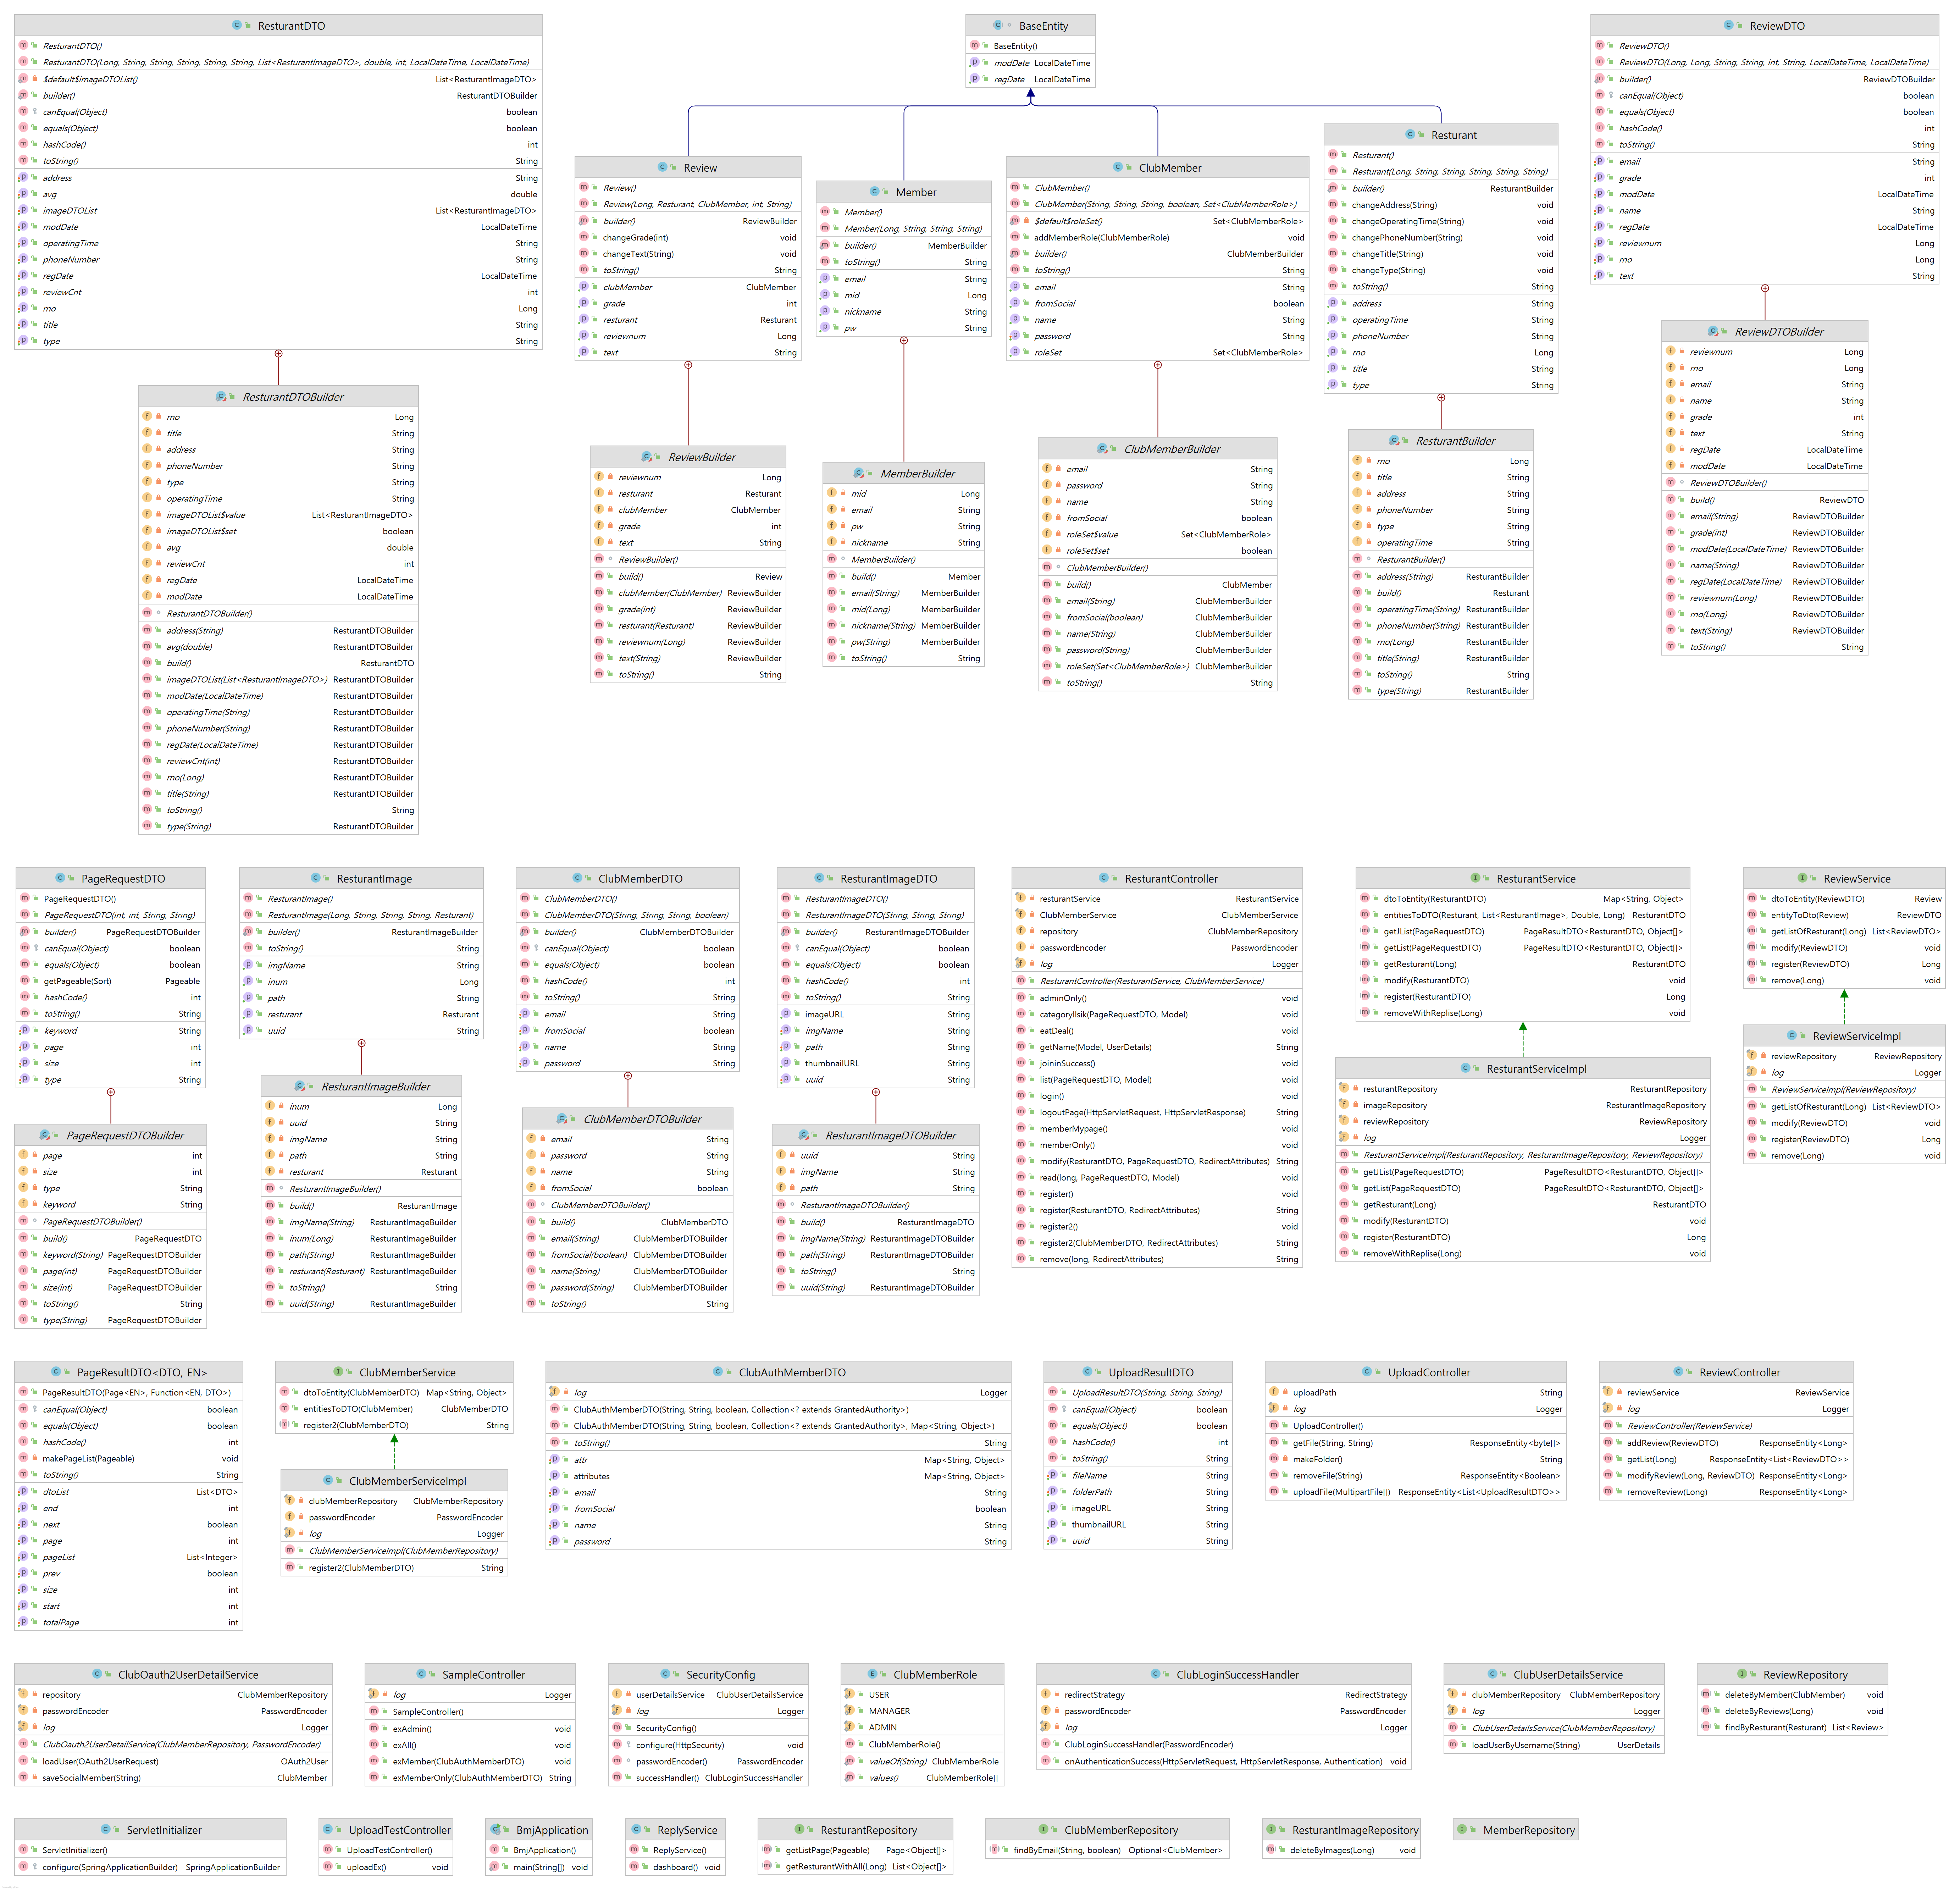 ResturantDTO
ResturantDTO()
ResturantDTO(Long, String, String, String, String, String, List<ResturantImageDTO>, double, int, LocalDateTime, LocalDateTime)
$default$imageDTOList() List<ResturantImageDTO>
builder() ResturantDTOBuilder
canEqual(Object) boolean
equals(Object) boolean
hashCode() int
toString() String
address String
avg double
imageDTOList List<ResturantImageDTO>
modDate LocalDateTime
operatingTime String
phoneNumber String
regDate LocalDateTime
reviewCnt int
rno Long
title String
type String
BaseEntity
BaseEntity()
modDate LocalDateTime
regDate LocalDateTime
ReviewDTO
ReviewDTO()
ReviewDTO(Long, Long, String, String, int, String, LocalDateTime, LocalDateTime)
builder() ReviewDTOBuilder
canEqual(Object) boolean
equals(Object) boolean
hashCode() int
toString() String
email String
grade int
modDate LocalDateTime
name String
regDate LocalDateTime
reviewnum Long
rno Long
text String
Review
Review()
Review(Long, Resturant, ClubMember, int, String)
builder() ReviewBuilder
changeGrade(int) void
changeText(String) void
toString() String
clubMember ClubMember
grade int
resturant Resturant
reviewnum Long
text String
Member
Member()
Member(Long, String, String, String)
builder() MemberBuilder
toString() String
email String
mid Long
nickname String
pw String
ClubMember
ClubMember()
ClubMember(String, String, String, boolean, Set<ClubMemberRole>)
$default$roleSet() Set<ClubMemberRole>
addMemberRole(ClubMemberRole) void
builder() ClubMemberBuilder
toString() String
email String
fromSocial boolean
name String
password String
roleSet Set<ClubMemberRole>
Resturant
Resturant()
Resturant(Long, String, String, String, String, String)
builder() ResturantBuilder
changeAddress(String) void
changeOperatingTime(String) void
changePhoneNumber(String) void
changeTitle(String) void
changeType(String) void
toString() String
address String
operatingTime String
phoneNumber String
rno Long
title String
type String
ResturantDTOBuilder
rno Long
title String
address String
phoneNumber String
type String
operatingTime String
imageDTOList$value List<ResturantImageDTO>
imageDTOList$set boolean
avg double
reviewCnt int
regDate LocalDateTime
modDate LocalDateTime
ResturantDTOBuilder()
address(String) ResturantDTOBuilder
avg(double) ResturantDTOBuilder
build() ResturantDTO
imageDTOList(List<ResturantImageDTO>) ResturantDTOBuilder
modDate(LocalDateTime) ResturantDTOBuilder
operatingTime(String) ResturantDTOBuilder
phoneNumber(String) ResturantDTOBuilder
regDate(LocalDateTime) ResturantDTOBuilder
reviewCnt(int) ResturantDTOBuilder
rno(Long) ResturantDTOBuilder
title(String) ResturantDTOBuilder
toString() String
type(String) ResturantDTOBuilder
ReviewBuilder
reviewnum Long
resturant Resturant
clubMember ClubMember
grade int
text String
ReviewBuilder()
build() Review
clubMember(ClubMember) ReviewBuilder
grade(int) ReviewBuilder
resturant(Resturant) ReviewBuilder
reviewnum(Long) ReviewBuilder
text(String) ReviewBuilder
toString() String
MemberBuilder
mid Long
email String
pw String
nickname String
MemberBuilder()
build() Member
email(String) MemberBuilder
mid(Long) MemberBuilder
nickname(String) MemberBuilder
pw(String) MemberBuilder
toString() String
ClubMemberBuilder
email String
password String
name String
fromSocial boolean
roleSet$value Set<ClubMemberRole>
roleSet$set boolean
ClubMemberBuilder()
build() ClubMember
email(String) ClubMemberBuilder
fromSocial(boolean) ClubMemberBuilder
name(String) ClubMemberBuilder
password(String) ClubMemberBuilder
roleSet(Set<ClubMemberRole>) ClubMemberBuilder
toString() String
ResturantBuilder
rno Long
title String
address String
phoneNumber String
type String
operatingTime String
ResturantBuilder()
address(String) ResturantBuilder
build() Resturant
operatingTime(String) ResturantBuilder
phoneNumber(String) ResturantBuilder
rno(Long) ResturantBuilder
title(String) ResturantBuilder
toString() String
type(String) ResturantBuilder
ReviewDTOBuilder
reviewnum Long
rno Long
email String
name String
grade int
text String
regDate LocalDateTime
modDate LocalDateTime
ReviewDTOBuilder()
build() ReviewDTO
email(String) ReviewDTOBuilder
grade(int) ReviewDTOBuilder
modDate(LocalDateTime) ReviewDTOBuilder
name(String) ReviewDTOBuilder
regDate(LocalDateTime) ReviewDTOBuilder
reviewnum(Long) ReviewDTOBuilder
rno(Long) ReviewDTOBuilder
text(String) ReviewDTOBuilder
toString() String
PageRequestDTO
PageRequestDTO()
PageRequestDTO(int, int, String, String)
builder() PageRequestDTOBuilder
canEqual(Object) boolean
equals(Object) boolean
getPageable(Sort) Pageable
hashCode() int
toString() String
keyword String
page int
size int
type String
PageRequestDTOBuilder
page int
size int
type String
keyword String
PageRequestDTOBuilder()
build() PageRequestDTO
keyword(String) PageRequestDTOBuilder
page(int) PageRequestDTOBuilder
size(int) PageRequestDTOBuilder
toString() String
type(String) PageRequestDTOBuilder
ResturantImage
ResturantImage()
ResturantImage(Long, String, String, String, Resturant)
builder() ResturantImageBuilder
toString() String
imgName String
inum Long
path String
resturant Resturant
uuid String
ResturantImageBuilder
inum Long
uuid String
imgName String
path String
resturant Resturant
ResturantImageBuilder()
build() ResturantImage
imgName(String) ResturantImageBuilder
inum(Long) ResturantImageBuilder
path(String) ResturantImageBuilder
resturant(Resturant) ResturantImageBuilder
toString() String
uuid(String) ResturantImageBuilder
ClubMemberDTO
ClubMemberDTO()
ClubMemberDTO(String, String, String, boolean)
builder() ClubMemberDTOBuilder
canEqual(Object) boolean
equals(Object) boolean
hashCode() int
toString() String
email String
fromSocial boolean
name String
password String
ClubMemberDTOBuilder
email String
password String
name String
fromSocial boolean
ClubMemberDTOBuilder()
build() ClubMemberDTO
email(String) ClubMemberDTOBuilder
fromSocial(boolean) ClubMemberDTOBuilder
name(String) ClubMemberDTOBuilder
password(String) ClubMemberDTOBuilder
toString() String
ResturantImageDTO
ResturantImageDTO()
ResturantImageDTO(String, String, String)
builder() ResturantImageDTOBuilder
canEqual(Object) boolean
equals(Object) boolean
hashCode() int
toString() String
imageURL String
imgName String
path String
thumbnailURL String
uuid String
ResturantImageDTOBuilder
uuid String
imgName String
path String
ResturantImageDTOBuilder()
build() ResturantImageDTO
imgName(String) ResturantImageDTOBuilder
path(String) ResturantImageDTOBuilder
toString() String
uuid(String) ResturantImageDTOBuilder
ResturantController
resturantService ResturantService
ClubMemberService ClubMemberService
repository ClubMemberRepository
passwordEncoder PasswordEncoder
log Logger
ResturantController(ResturantService, ClubMemberService)
adminOnly() void
categoryIlsik(PageRequestDTO, Model) void
eatDeal() void
getName(Model, UserDetails) String
joininSuccess() void
list(PageRequestDTO, Model) void
login() void
logoutPage(HttpServletRequest, HttpServletResponse) String
memberMypage() void
memberOnly() void
modify(ResturantDTO, PageRequestDTO, RedirectAttributes) String
read(long, PageRequestDTO, Model) void
register() void
register(ResturantDTO, RedirectAttributes) String
register2() void
register2(ClubMemberDTO, RedirectAttributes) String
remove(long, RedirectAttributes) String
ResturantService
dtoToEntity(ResturantDTO) Map<String, Object>
entitiesToDTO(Resturant, List<ResturantImage>, Double, Long) ResturantDTO
getJList(PageRequestDTO) PageResultDTO<ResturantDTO, Object[]>
getList(PageRequestDTO) PageResultDTO<ResturantDTO, Object[]>
getResturant(Long) ResturantDTO
modify(ResturantDTO) void
register(ResturantDTO) Long
removeWithReplise(Long) void
ResturantServiceImpl
resturantRepository ResturantRepository
imageRepository ResturantImageRepository
reviewRepository ReviewRepository
log Logger
ResturantServiceImpl(ResturantRepository, ResturantImageRepository, ReviewRepository)
getJList(PageRequestDTO) PageResultDTO<ResturantDTO, Object[]>
getList(PageRequestDTO) PageResultDTO<ResturantDTO, Object[]>
getResturant(Long) ResturantDTO
modify(ResturantDTO) void
register(ResturantDTO) Long
removeWithReplise(Long) void
ReviewService
dtoToEntity(ReviewDTO) Review
entityToDto(Review) ReviewDTO
getListOfResturant(Long) List<ReviewDTO>
modify(ReviewDTO) void
register(ReviewDTO) Long
remove(Long) void
ReviewServiceImpl
reviewRepository ReviewRepository
log Logger
ReviewServiceImpl(ReviewRepository)
getListOfResturant(Long) List<ReviewDTO>
modify(ReviewDTO) void
register(ReviewDTO) Long
remove(Long) void
PageResultDTO<DTO, EN>
PageResultDTO(Page<EN>, Function<EN, DTO>)
canEqual(Object) boolean
equals(Object) boolean
hashCode() int
makePageList(Pageable) void
toString() String
dtoList List<DTO>
end int
next boolean
page int
pageList List<Integer>
prev boolean
size int
start int
totalPage int
ClubMemberService
dtoToEntity(ClubMemberDTO) Map<String, Object>
entitiesToDTO(ClubMember) ClubMemberDTO
register2(ClubMemberDTO) String
ClubMemberServiceImpl
clubMemberRepository ClubMemberRepository
passwordEncoder PasswordEncoder
log Logger
ClubMemberServiceImpl(ClubMemberRepository)
register2(ClubMemberDTO) String
ClubAuthMemberDTO
log Logger
ClubAuthMemberDTO(String, String, boolean, Collection<? extends GrantedAuthority>)
ClubAuthMemberDTO(String, String, boolean, Collection<? extends GrantedAuthority>, Map<String, Object>)
toString() String
attr Map<String, Object>
attributes Map<String, Object>
email String
fromSocial boolean
name String
password String
UploadResultDTO
UploadResultDTO(String, String, String)
canEqual(Object) boolean
equals(Object) boolean
hashCode() int
toString() String
fileName String
folderPath String
imageURL String
thumbnailURL String
uuid String
UploadController
uploadPath String
log Logger
UploadController()
getFile(String, String) ResponseEntity<byte[]>
makeFolder() String
removeFile(String) ResponseEntity<Boolean>
uploadFile(MultipartFile[]) ResponseEntity<List<UploadResultDTO>>
ReviewController
reviewService ReviewService
log Logger
ReviewController(ReviewService)
addReview(ReviewDTO) ResponseEntity<Long>
getList(Long) ResponseEntity<List<ReviewDTO>>
modifyReview(Long, ReviewDTO) ResponseEntity<Long>
removeReview(Long) ResponseEntity<Long>
ClubOauth2UserDetailService
repository ClubMemberRepository
passwordEncoder PasswordEncoder
log Logger
ClubOauth2UserDetailService(ClubMemberRepository, PasswordEncoder)
loadUser(OAuth2UserRequest) OAuth2User
saveSocialMember(String) ClubMember
SampleController
log Logger
SampleController()
exAdmin() void
exAll() void
exMember(ClubAuthMemberDTO) void
exMemberOnly(ClubAuthMemberDTO) String
SecurityConfig
userDetailsService ClubUserDetailsService
log Logger
SecurityConfig()
configure(HttpSecurity) void
passwordEncoder() PasswordEncoder
successHandler() ClubLoginSuccessHandler
ClubMemberRole
USER
MANAGER
ADMIN
ClubMemberRole()
valueOf(String) ClubMemberRole
values() ClubMemberRole[]
ClubLoginSuccessHandler
redirectStrategy RedirectStrategy
passwordEncoder PasswordEncoder
log Logger
ClubLoginSuccessHandler(PasswordEncoder)
onAuthenticationSuccess(HttpServletRequest, HttpServletResponse, Authentication) void
ClubUserDetailsService
clubMemberRepository ClubMemberRepository
log Logger
ClubUserDetailsService(ClubMemberRepository)
loadUserByUsername(String) UserDetails
ReviewRepository
deleteByMember(ClubMember) void
deleteByReviews(Long) void
findByResturant(Resturant) List<Review>
ServletInitializer
ServletInitializer()
configure(SpringApplicationBuilder) SpringApplicationBuilder
UploadTestController
UploadTestController()
uploadEx() void
BmjApplication
BmjApplication()
main(String[]) void
ReplyService
ReplyService()
dashboard() void
ResturantRepository
getListPage(Pageable) Page<Object[]>
getResturantWithAll(Long) List<Object[]>
ClubMemberRepository
findByEmail(String, boolean) Optional<ClubMember>
ResturantImageRepository
deleteByImages(Long) void
MemberRepository